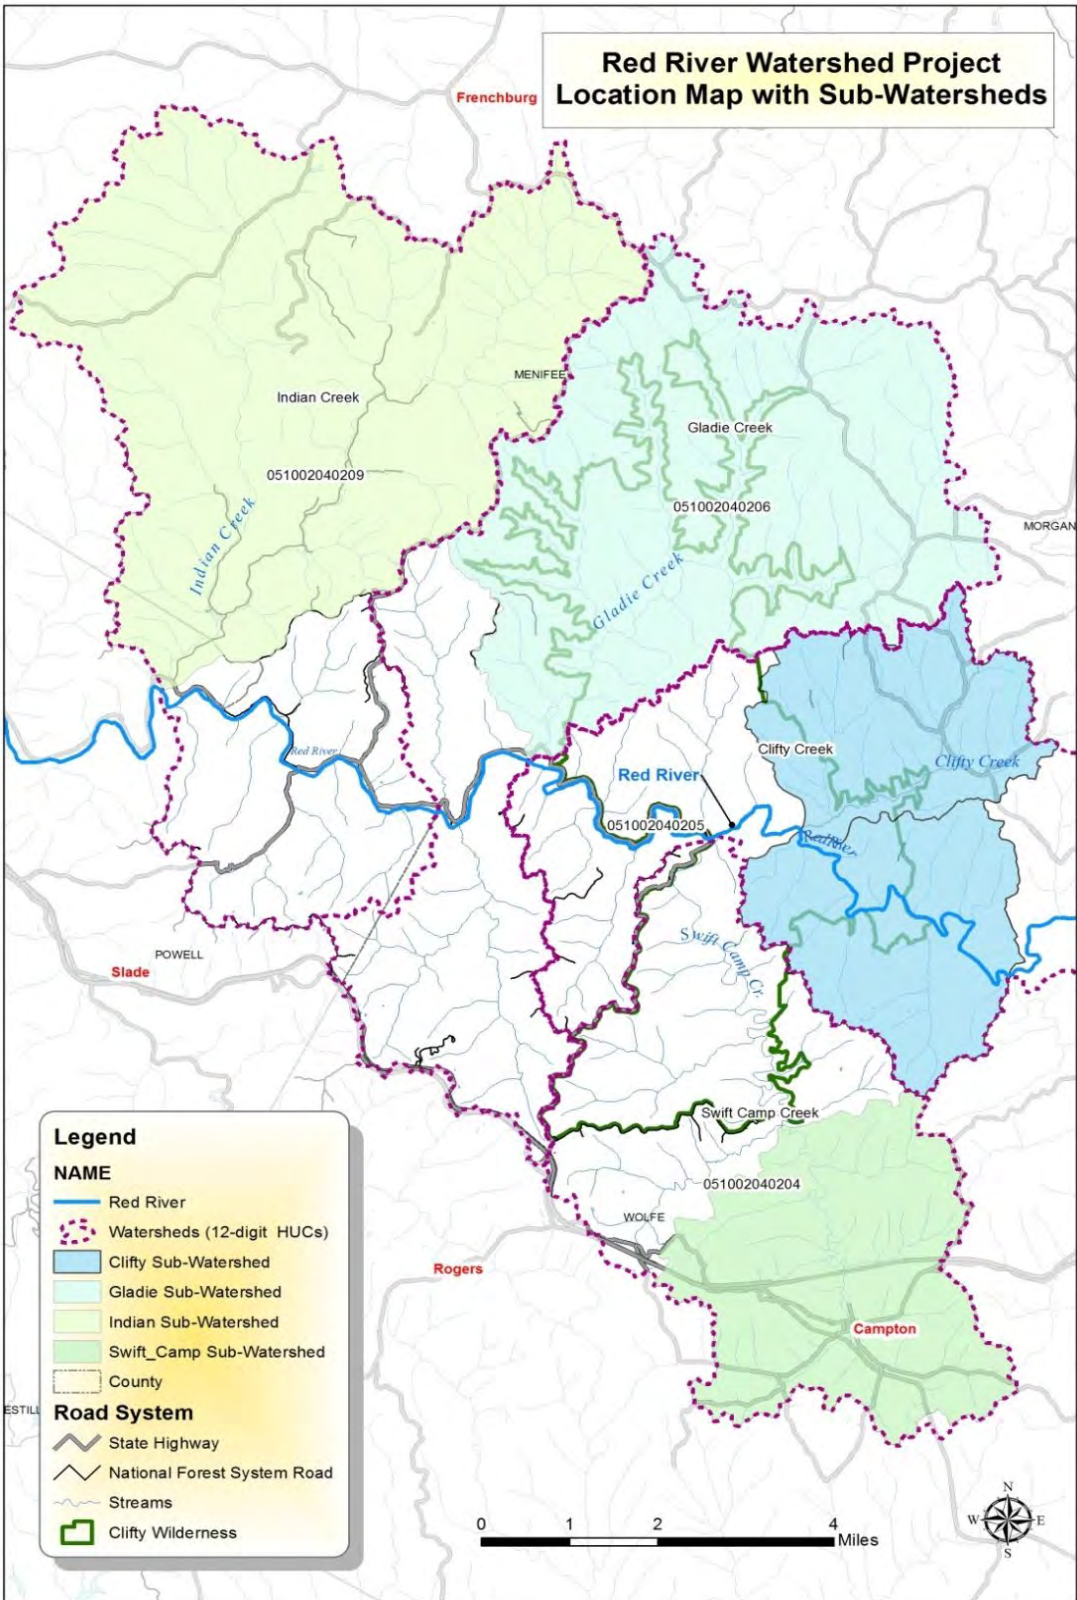 Red River Watershed Project
Location Map with Sub-Watersheds
Frenchburg
MENIFEE
Indian Creek
Gladie Creek
051002040209
051002040206
MORGAN
Indian Creek
Gladie Creek
Clifty Creek
Clifty Creek
Red River
Red River
051002040205
Red River
Swift Camp Cr.
POWELL
Slade
Swift Camp Creek
051002040204
WOLFE
Rogers
Campton
ESTILL
Legend
NAME
Red River
Watersheds (12-digit HUCs)
Clifty Sub-Watershed
Gladie Sub-Watershed
Indian Sub-Watershed
Swift_Camp Sub-Watershed
County
Road System
State Highway
National Forest System Road
Streams
Clifty Wilderness
N
W E
S
0 1 2 4
Miles